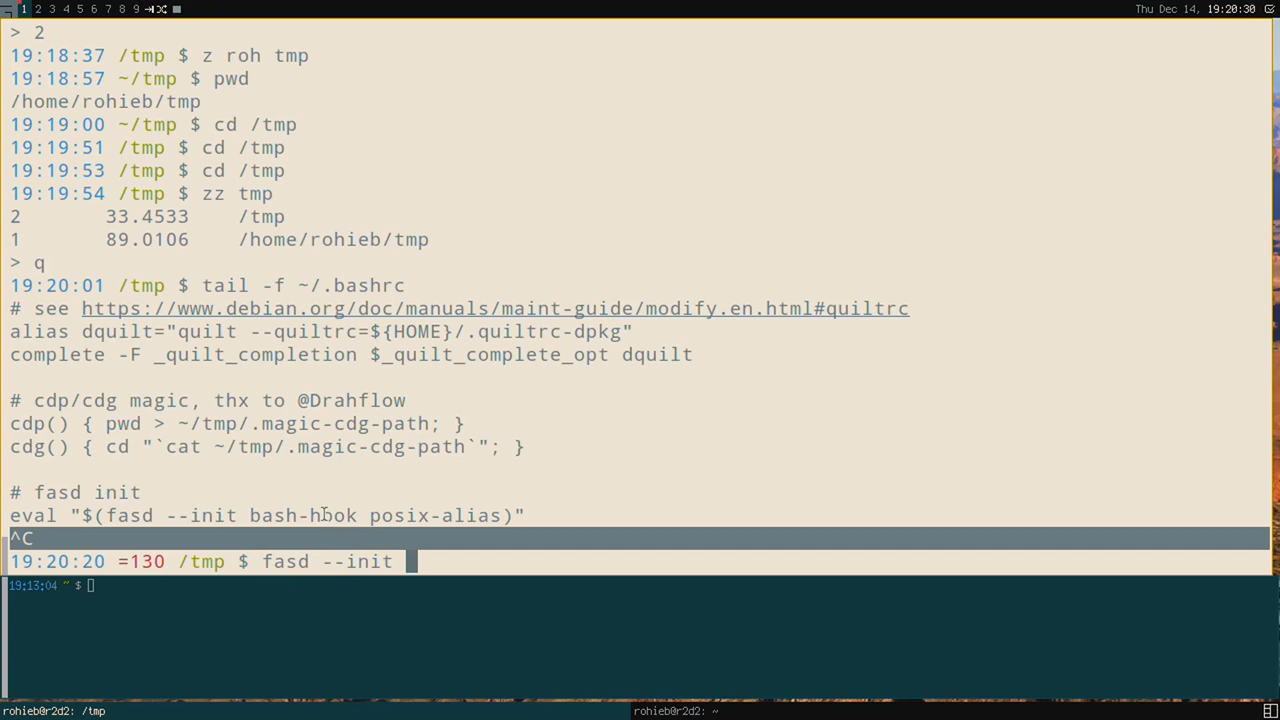 1 2 3 4 5 6 7 8 9
Thu Dec 14, 19:20:30
> 2
19:18:37 /tmp $ z roh tmp
19:18:57 ~/tmp $ pwd
/home/rohieb/tmp
19:19:00 ~/tmp $ cd /tmp
19:19:51 /tmp $ cd /tmp
19:19:53 /tmp $ cd /tmp
19:19:54 /tmp $ zz tmp
2 33.4533 /tmp
1 89.0106 /home/rohieb/tmp
> q
19:20:01 /tmp $ tail -f ~/.bashrc
# see https://www.debian.org/doc/manuals/maint-guide/modify.en.html#quiltrc
alias dquilt="quilt --quiltrc=${HOME}/.quiltrc-dpkg"
complete -F _quilt_completion $_quilt_complete_opt dquilt
# cdp/cdg magic, thx to @Drahflow
cdp() { pwd > ~/tmp/.magic-cdg-path; }
cdg() { cd "`cat ~/tmp/.magic-cdg-path`"; }
# fasd init
eval "$(fasd --init bash-hook posix-alias)"
^C
19:20:20 =130 /tmp $ fasd --init
19:13:04 ~ $
rohieb@r2d2: /tmp
rohieb@r2d2: ~